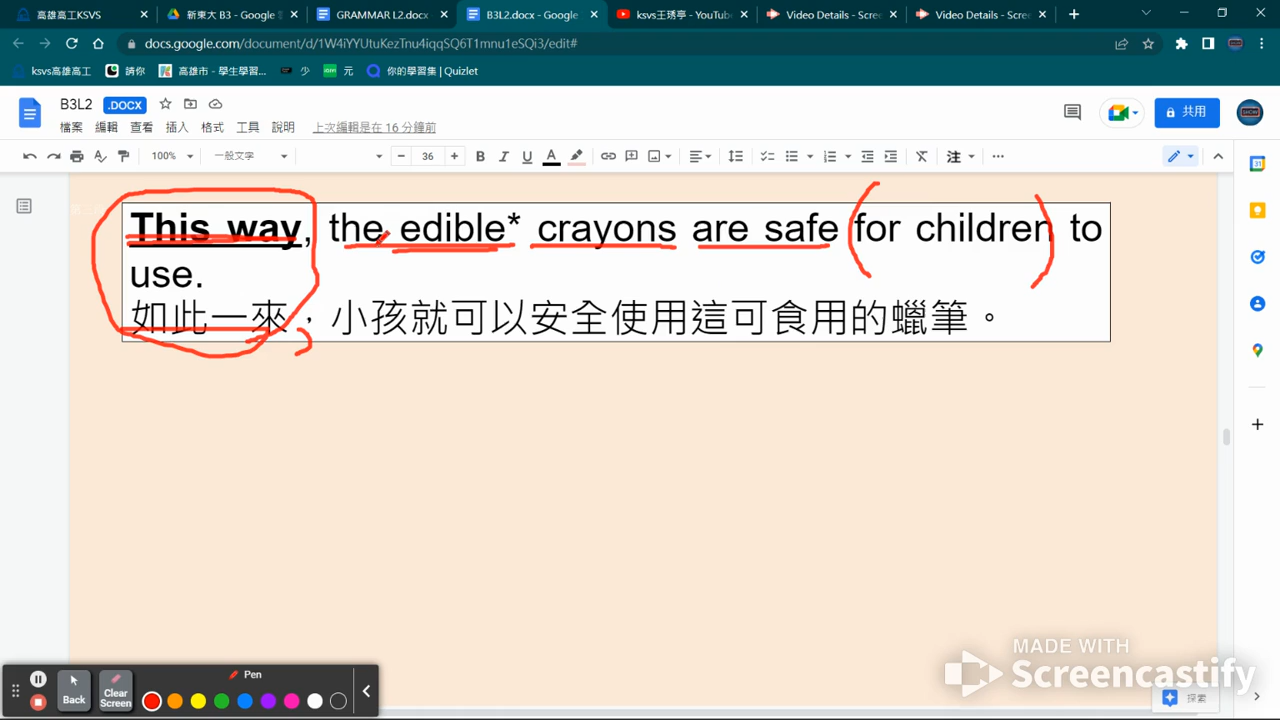 高雄高工KSVS
新東大 B3 - Google
GRAMMAR L2.docx
B3L2.docx - Google
ksvs王琇亭 - YouTube
Video Details - Scree
Video Details - Scree
docs.google.com/document/d/1W4iYYUtuKezTnu4iqqSQ6T1mnu1eSQi3/edit#
ksvs高雄高工
請你
高雄市 - 學生學習...
少
元
你的學習集 | Quizlet
B3L2
.DOCX
檔案
編輯
查看
插入
格式
工具
說明
上次編輯是在 16 分鐘前
共用
100%
一般文字
36
B
I
U
A
注
This way, the edible* crayons are safe for children to
use.
如此一來，小孩就可以安全使用這可食用的蠟筆。
MADE WITH
Screencastify
Pen
Back
Clear
Screen
探索